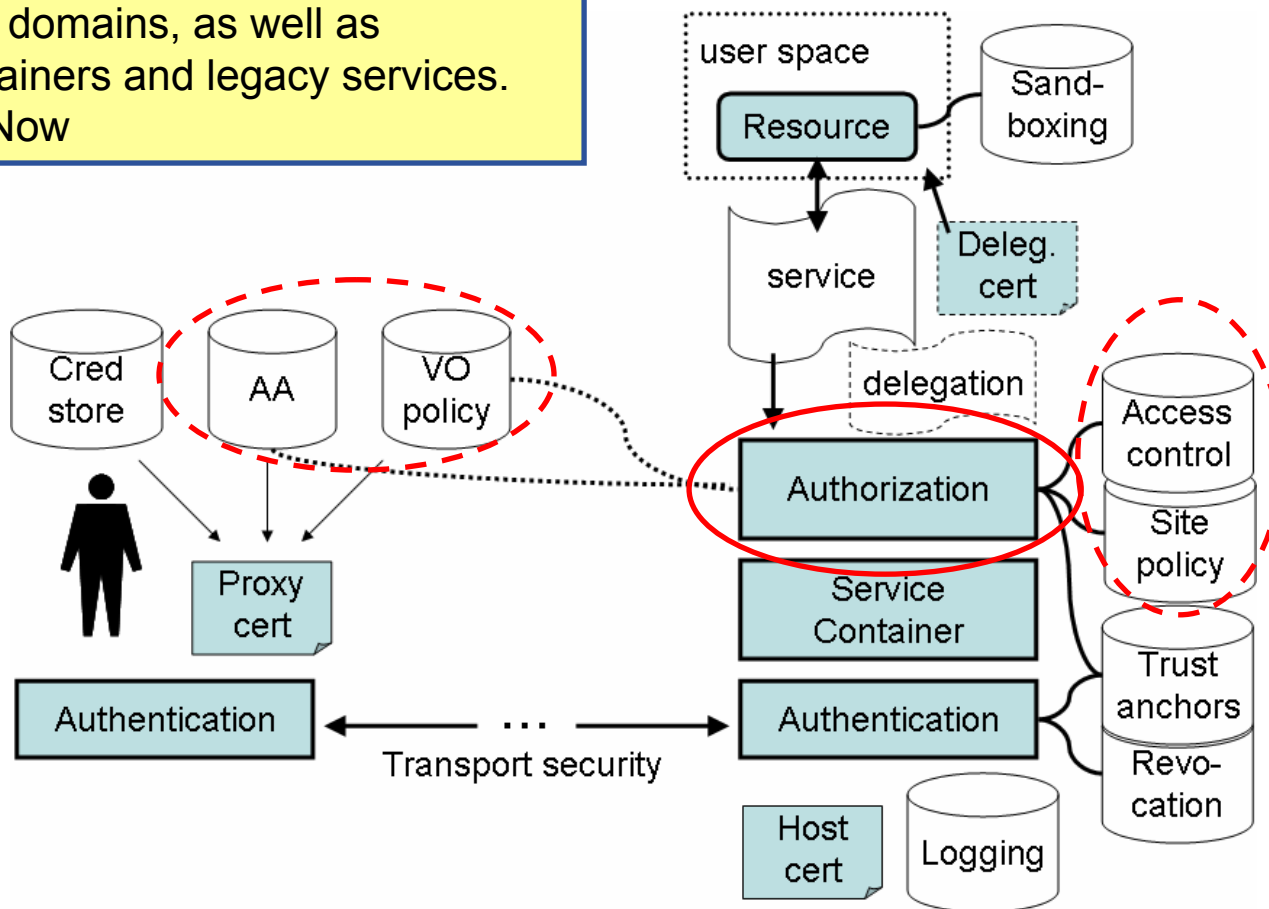 domains, as well as
ainers and legacy services.
Now
user space
Resource
Sand-
boxing
service
Deleg.
cert
delegation
Cred
store
AA
VO
policy
Access
control
Authorization
Site
policy
Proxy
cert
Service
Container
Trust
anchors
Authentication
...
Authentication
Transport security
Revo-
cation
Host
cert
Logging